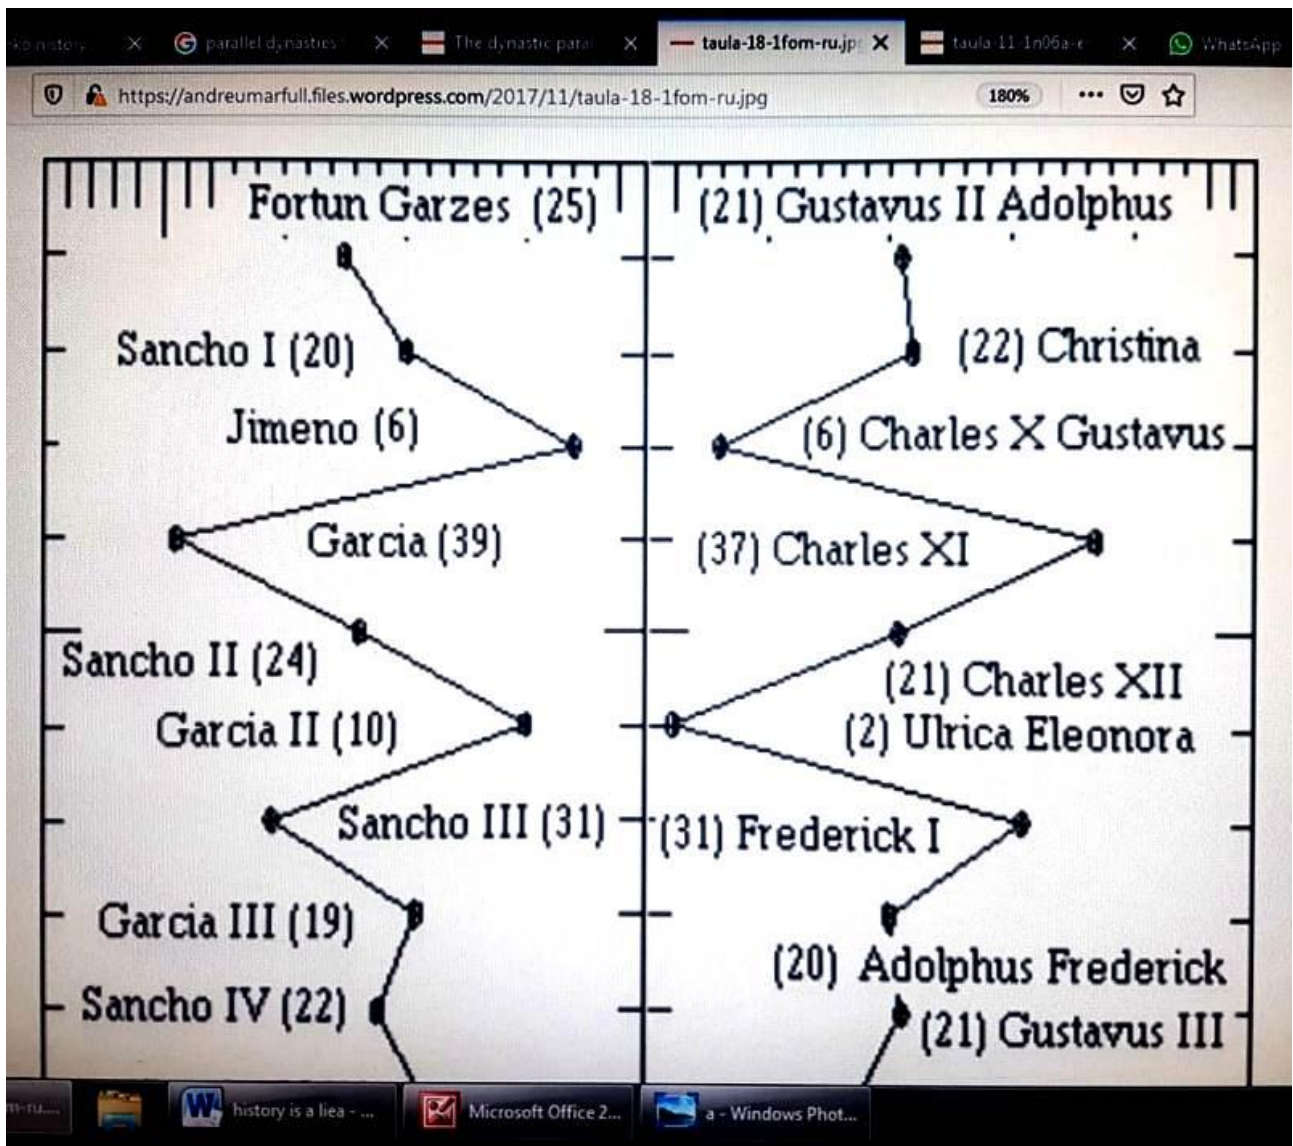 parallel dynasties
The dynastic paral
taula-18-1fom-ru.jp
taula-11-1n06a-e
WhatsApp
https://andreumarfull.files.wordpress.com/2017/11/taula-18-1fom-ru.jpg
180%
Fortun Garzes (25)
(21) Gustavus II Adolphus
Sancho I (20)
(22) Christina
Jimeno (6)
(6) Charles X Gustavus
Garcia (39)
(37) Charles XI
Sancho II (24)
(21) Charles XII
Garcia II (10)
(2) Ulrica Eleonora
Sancho III (31)
(31) Frederick I
Garcia III (19)
(20) Adolphus Frederick
Sancho IV (22)
(21) Gustavus III
m-ru....
history is a liea - ...
Microsoft Office 2...
a - Windows Phot...